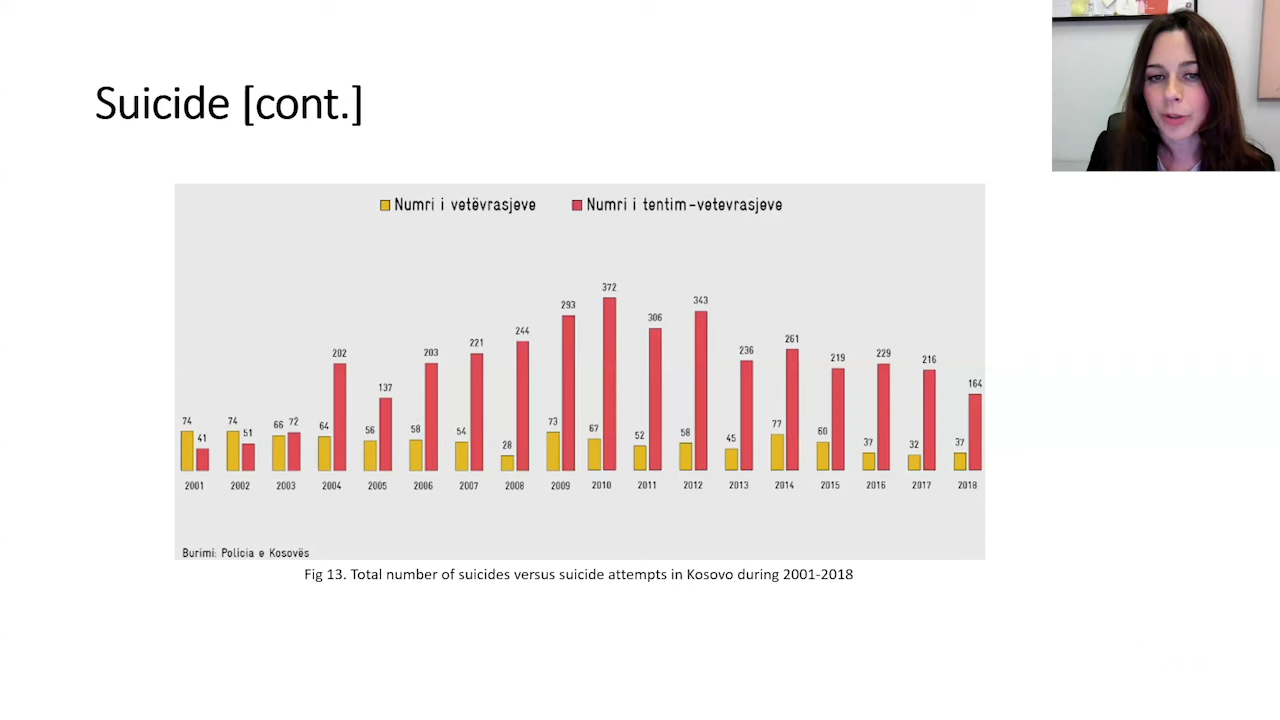 Suicide [cont.]
Numri i vetëvrasjeve Numri i tentim-vetevrasjeve
372
343
306
293
261
244
236
229
221
219
216
202 203
164
137
74 74 73 77
66 72 64 67
56 58 54 52 58 60
41 51 45
28 37 32 37
2001 2002 2003 2004 2005 2006 2007 2008 2009 2010 2011 2012 2013 2014 2015 2016 2017 2018
Burimi: Policia e Kosovës
Fig 13. Total number of suicides versus suicide attempts in Kosovo during 2001-2018